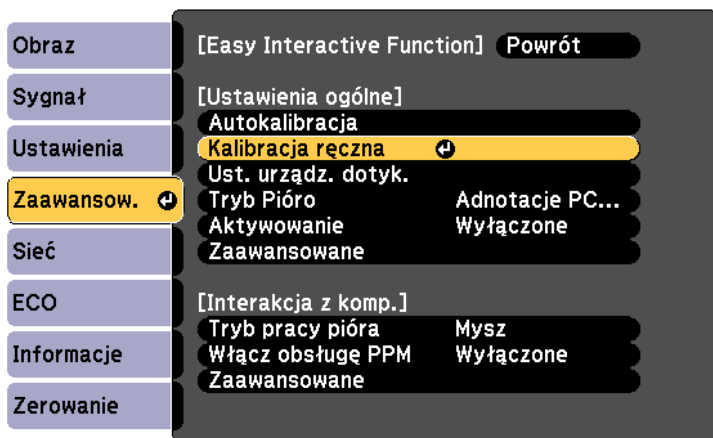 Obraz
Sygnał
Ustawienia
Zaawansow.
Sieć
ECO
Informacje
Zerowanie
[Easy Interactive Function] Powrót
[Ustawienia ogólne]
Autokalibracja
Kalibracja ręczna
Ust. urządz. dotyk.
Tryb Pióro Adnotacje PC...
Aktywowanie Wyłączone
Zaawansowane
[Interakcja z komp.]
Tryb pracy pióra Mysz
Włącz obsługę PPM Wyłączone
Zaawansowane